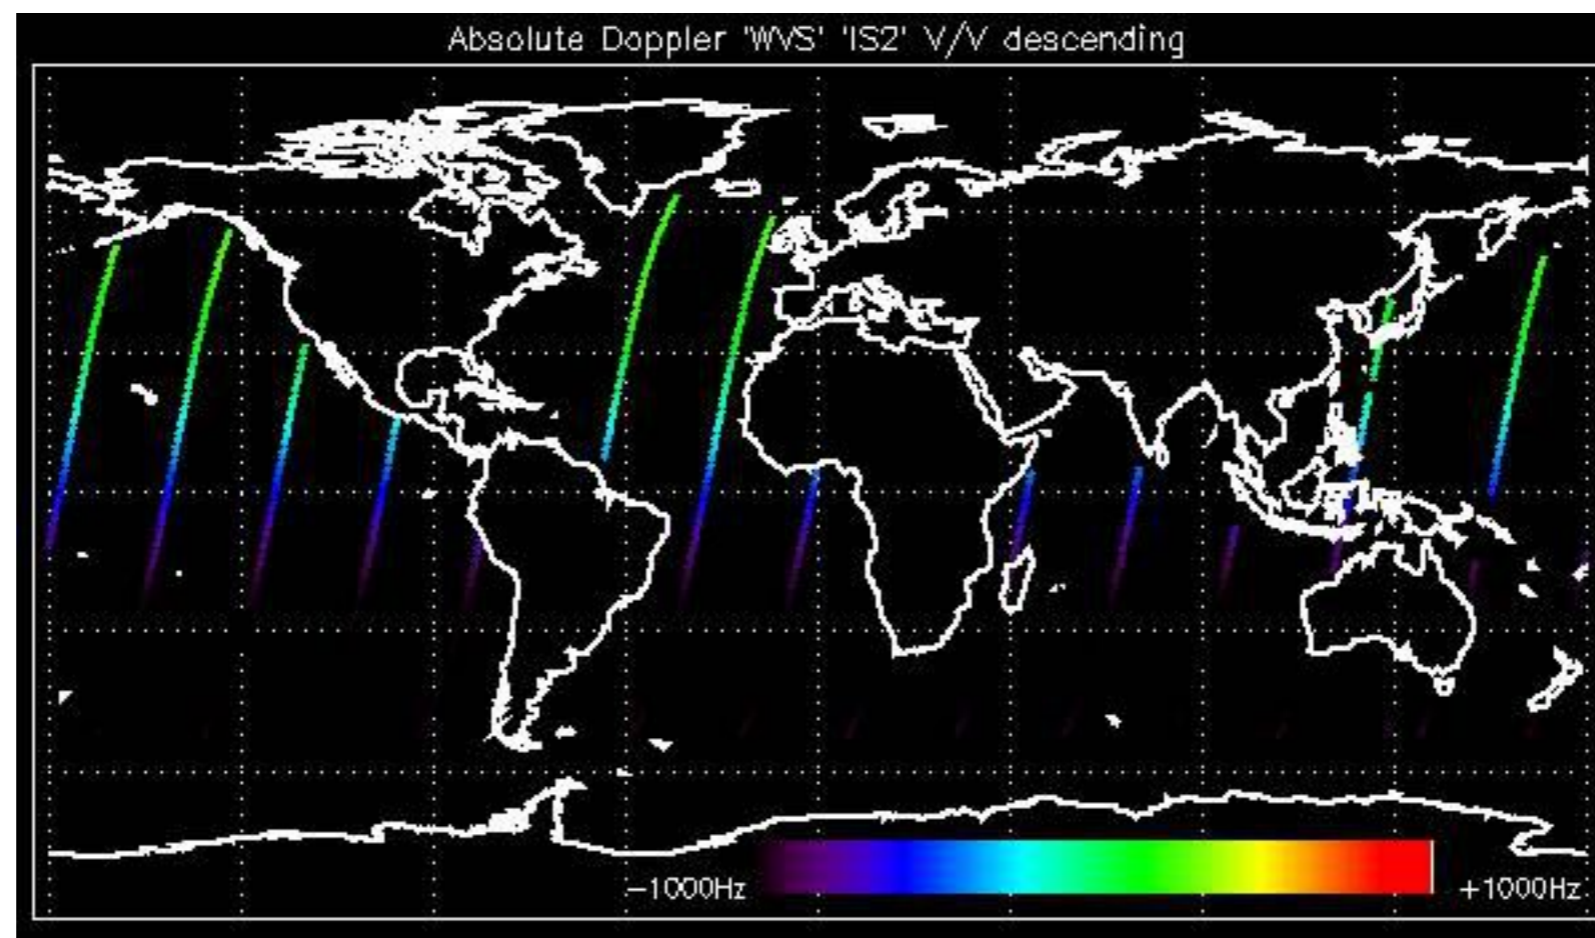 Absolute Doppler 'WVS' 'IS2' V/V descending
−1000Hz
+1000Hz